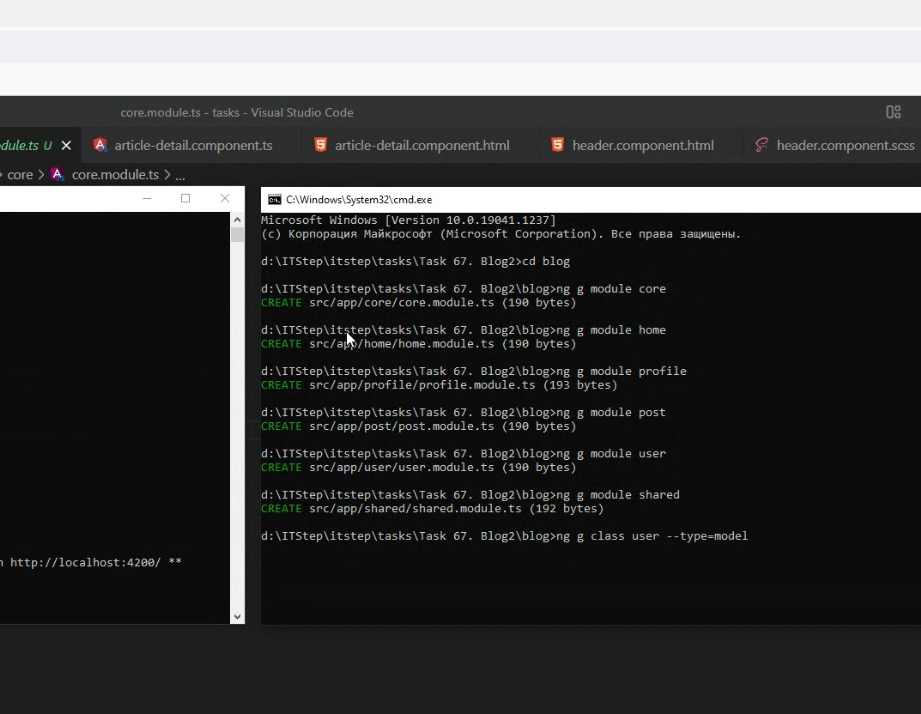 core.module.ts - tasks - Visual Studio Code
dule.ts U
article-detail.component.ts
article-detail.component.html
header.component.html
header.component.scss
> core > core.module.ts > ...
C:\Windows\System32\cmd.exe
Microsoft Windows [Version 10.0.19041.1237]
(c) Корпорация Майкрософт (Microsoft Corporation). Все права защищены.
d:\ITStep\itstep\tasks\Task 67. Blog2>cd blog
d:\ITStep\itstep\tasks\Task 67. Blog2\blog>ng g module core
CREATE src/app/core/core.module.ts (190 bytes)
d:\ITStep\itstep\tasks\Task 67. Blog2\blog>ng g module home
CREATE src/app/home/home.module.ts (190 bytes)
d:\ITStep\itstep\tasks\Task 67. Blog2\blog>ng g module profile
CREATE src/app/profile/profile.module.ts (193 bytes)
d:\ITStep\itstep\tasks\Task 67. Blog2\blog>ng g module post
CREATE src/app/post/post.module.ts (190 bytes)
d:\ITStep\itstep\tasks\Task 67. Blog2\blog>ng g module user
CREATE src/app/user/user.module.ts (190 bytes)
d:\ITStep\itstep\tasks\Task 67. Blog2\blog>ng g module shared
CREATE src/app/shared/shared.module.ts (192 bytes)
d:\ITStep\itstep\tasks\Task 67. Blog2\blog>ng g class user --type=model
n http://localhost:4200/ **